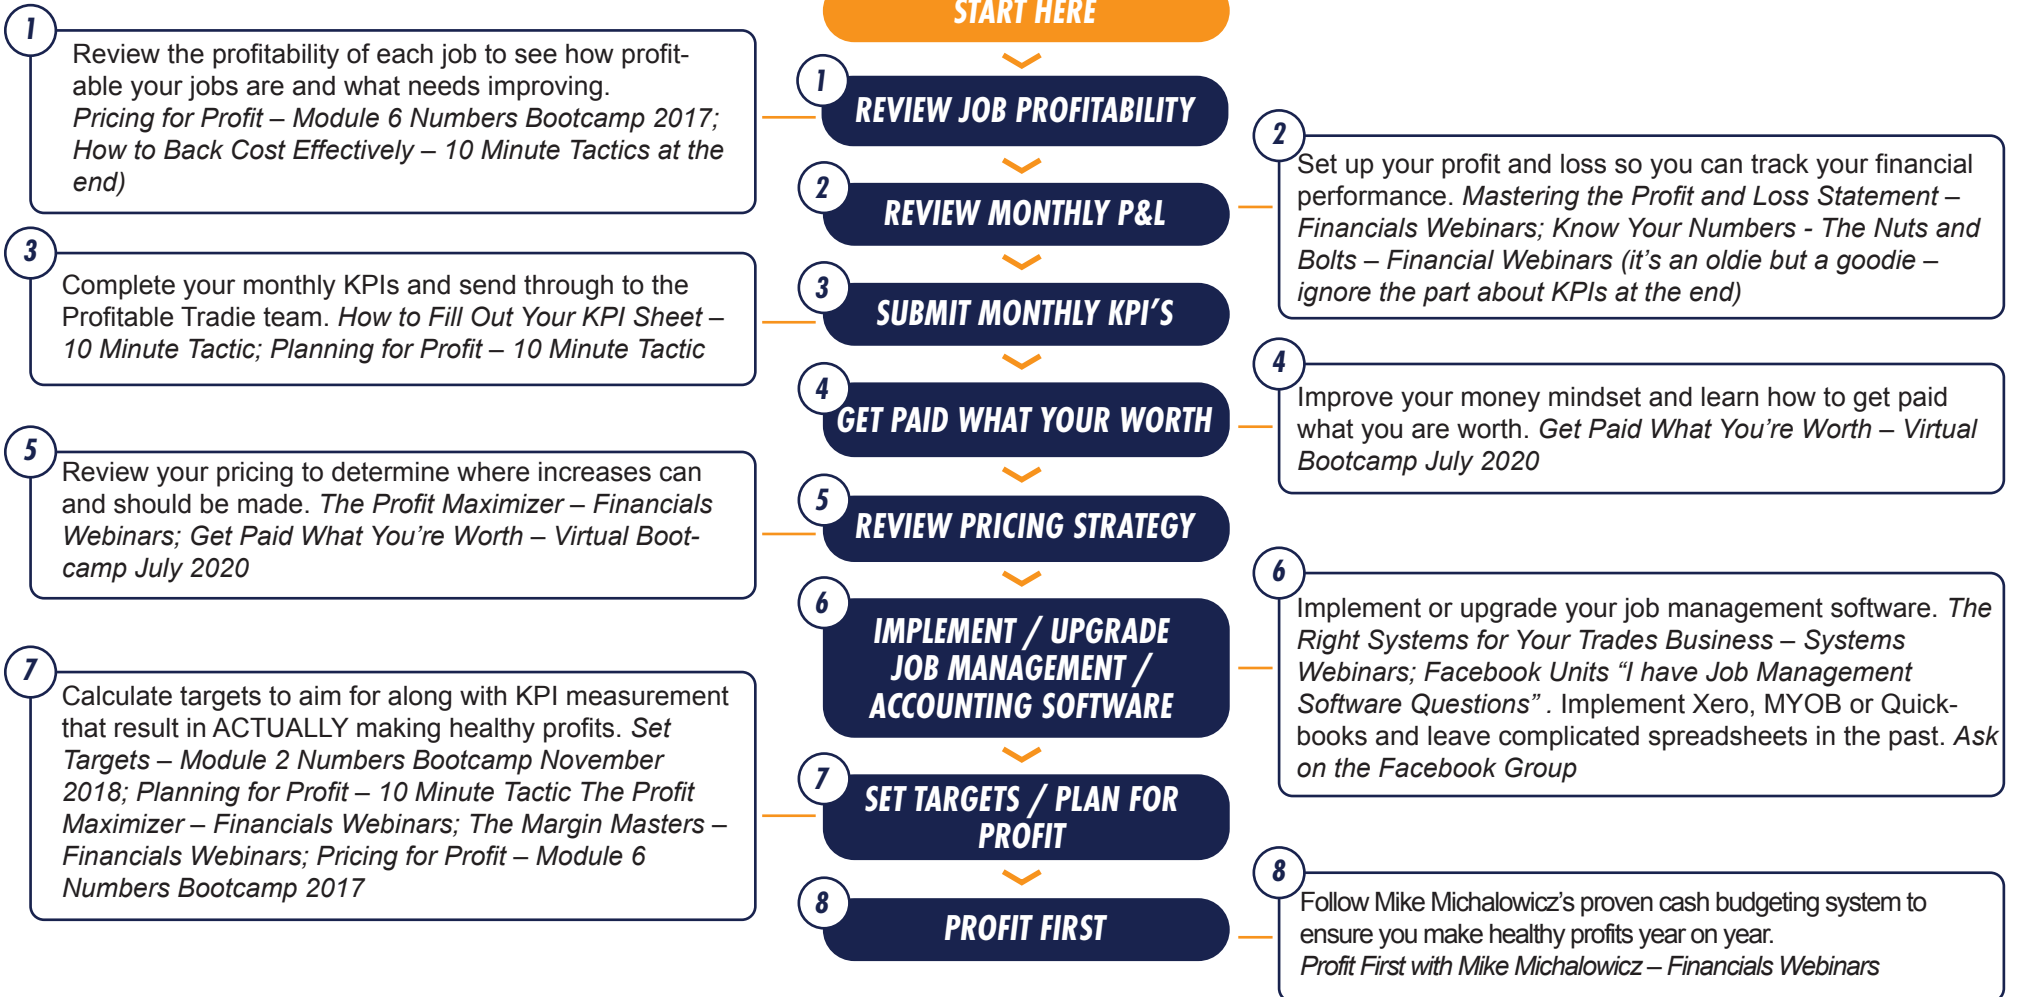 START HERE
1
Review the profitability of each job to see how profit-
able your jobs are and what needs improving.
Pricing for Profit – Module 6 Numbers Bootcamp 2017;
How to Back Cost Effectively – 10 Minute Tactics at the
end)
1
REVIEW JOB PROFITABILITY
2
REVIEW MONTHLY P&L
2
Set up your profit and loss so you can track your financial
performance. Mastering the Profit and Loss Statement –
Financials Webinars; Know Your Numbers - The Nuts and
Bolts – Financial Webinars (it's an oldie but a goodie –
ignore the part about KPIs at the end)
3
Complete your monthly KPIs and send through to the
Profitable Tradie team. How to Fill Out Your KPI Sheet –
10 Minute Tactic; Planning for Profit – 10 Minute Tactic
3
SUBMIT MONTHLY KPI'S
4
GET PAID WHAT YOUR WORTH
4
Improve your money mindset and learn how to get paid
what you are worth. Get Paid What You're Worth – Virtual
Bootcamp July 2020
5
Review your pricing to determine where increases can
and should be made. The Profit Maximizer – Financials
Webinars; Get Paid What You're Worth – Virtual Boot-
camp July 2020
5
REVIEW PRICING STRATEGY
6
IMPLEMENT / UPGRADE
JOB MANAGEMENT /
ACCOUNTING SOFTWARE
6
Implement or upgrade your job management software. The
Right Systems for Your Trades Business – Systems
Webinars; Facebook Units “I have Job Management
Software Questions” . Implement Xero, MYOB or Quick-
books and leave complicated spreadsheets in the past. Ask
on the Facebook Group
7
Calculate targets to aim for along with KPI measurement
that result in ACTUALLY making healthy profits. Set
Targets – Module 2 Numbers Bootcamp November
2018; Planning for Profit – 10 Minute Tactic The Profit
Maximizer – Financials Webinars; The Margin Masters –
Financials Webinars; Pricing for Profit – Module 6
Numbers Bootcamp 2017
7
SET TARGETS / PLAN FOR
PROFIT
8
PROFIT FIRST
8
Follow Mike Michalowicz's proven cash budgeting system to
ensure you make healthy profits year on year.
Profit First with Mike Michalowicz – Financials Webinars